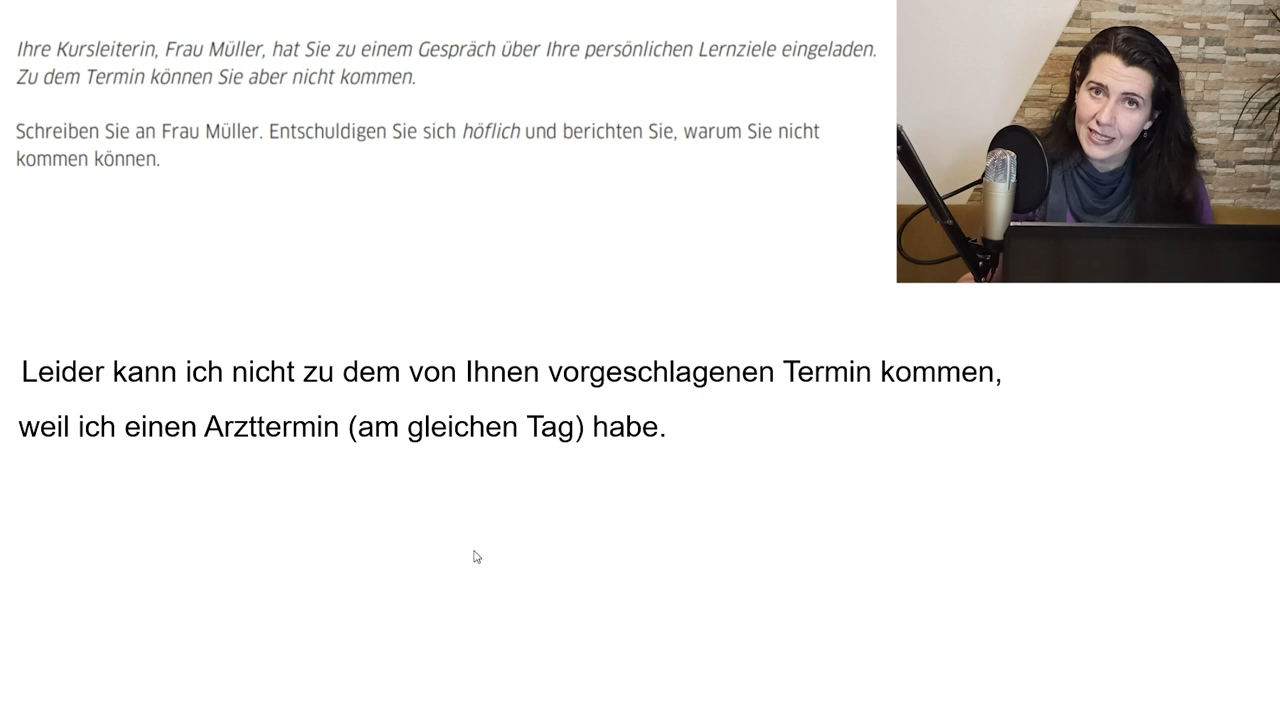 Ihre Kursleiterin, Frau Müller, hat Sie zu einem Gespräch über Ihre persönlichen Lernziele eingeladen.
Zu dem Termin können Sie aber nicht kommen.
Schreiben Sie an Frau Müller. Entschuldigen Sie sich höflich und berichten Sie, warum Sie nicht
kommen können.
Leider kann ich nicht zu dem von Ihnen vorgeschlagenen Termin kommen,
weil ich einen Arzttermin (am gleichen Tag) habe.